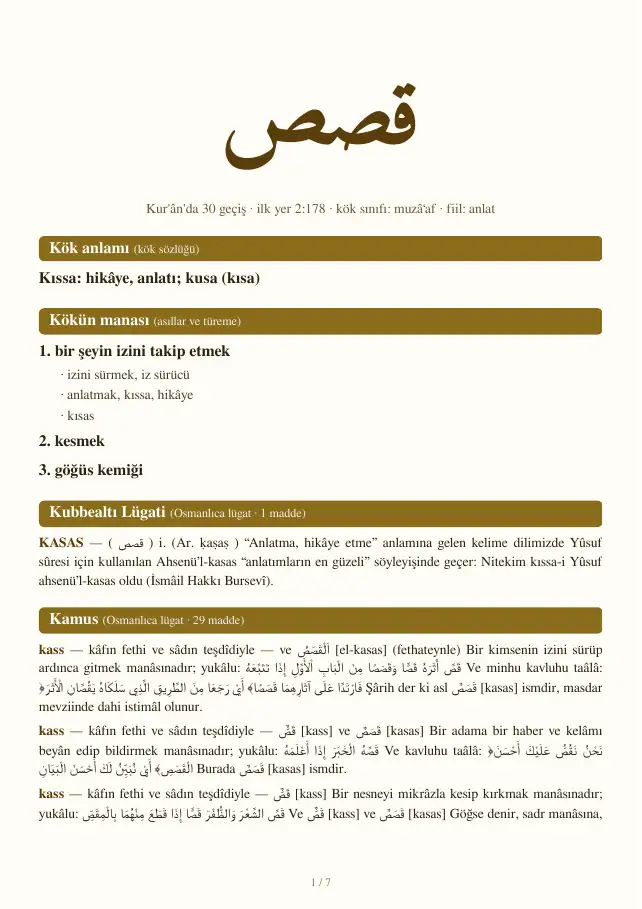 قصص
Kur'ân'da 30 geçiş · ilk yer 2:178 · kök sınıfı: muzâ'af · fiil: anlat
Kök anlamı (kök sözlüğü)
Kıssa: hikâye, anlatı; kusa (kısa)
Kökün manası (asıllar ve türeme)
1. bir şeyin izini takip etmek
· izini sürmek, iz sürücü
· anlatmak, kıssa, hikâye
· kısas
2. kesmek
3. göğüs kemiği
Kubbealtı Lügati (Osmanlıca lügat · 1 madde)
KASAS — ( قصص ) i. (Ar. ḳaṣaṣ ) “Anlatma, hikâye etme” anlamına gelen kelime dilimizde Yûsuf
sûresi için kullanılan Ahsenü'l-kasas “anlatımların en güzeli” söyleyişinde geçer: Nitekim kıssa-i Yûsuf
ahsenü'l-kasas oldu (İsmâil Hakkı Bursevî).
Kamus (Osmanlıca lügat · 29 madde)
kass — kâfın fethi ve sâdın teşdîdiyle — ve اَلْقَصَصُ [el-kasas] (fethateynle) Bir kimsenin izini sürüp
ardınca gitmek manâsınadır; yukâlu: قَصَّ أَثَرَهُ قَصًّا وَقَصَصًا مِنَ الْبَابِ الْأَوَّلِ إِذَا تَتَبَّعَهُ Ve minhu kavluhu taâlâ:
﴿فَارْتَدَّا عَلَى آثَارِهِمَا قَصَصًا﴾ أَيْ رَجَعَا مِنَ الطَّرِيقِ الَّذِي سَلَكَاهُ يَقُصَّانِ الْأَثَرَ Şârih der ki asl قَصَصٌ [kasas] ismdir, masdar
mevziinde dahi istimâl olunur.
kass — kâfın fethi ve sâdın teşdîdiyle — قَصٌّ [kass] ve قَصَصٌ [kasas] Bir adama bir haber ve kelâmı
beyân edip bildirmek manâsınadır; yukâlu: قَصَّهُ الْخَبَرَ إِذَا أَعْلَمَهُ Ve kavluhu taâlâ: ﴿نَحْنُ نَقُصُّ عَلَيْكَ أَحْسَنَ
الْقَصَصِ﴾ أَيْ نُبَيِّنُ لَكَ أَحْسَنَ الْبَيَانِ Burada قَصَصٌ [kasas] ismdir.
kass — kâfın fethi ve sâdın teşdîdiyle — قَصٌّ [kass] Bir nesneyi mikrâzla kesip kırkmak manâsınadır;
yukâlu: قَصَّ الشَّعْرَ وَالظُّفْرَ قَصًّا إِذَا قَطَعَ مِنْهُمَا بِالْمِقَصِّ Ve قَصٌّ [kass] ve قَصَصٌ [kasas] Göğse denir, sadr manâsına,
1 / 7